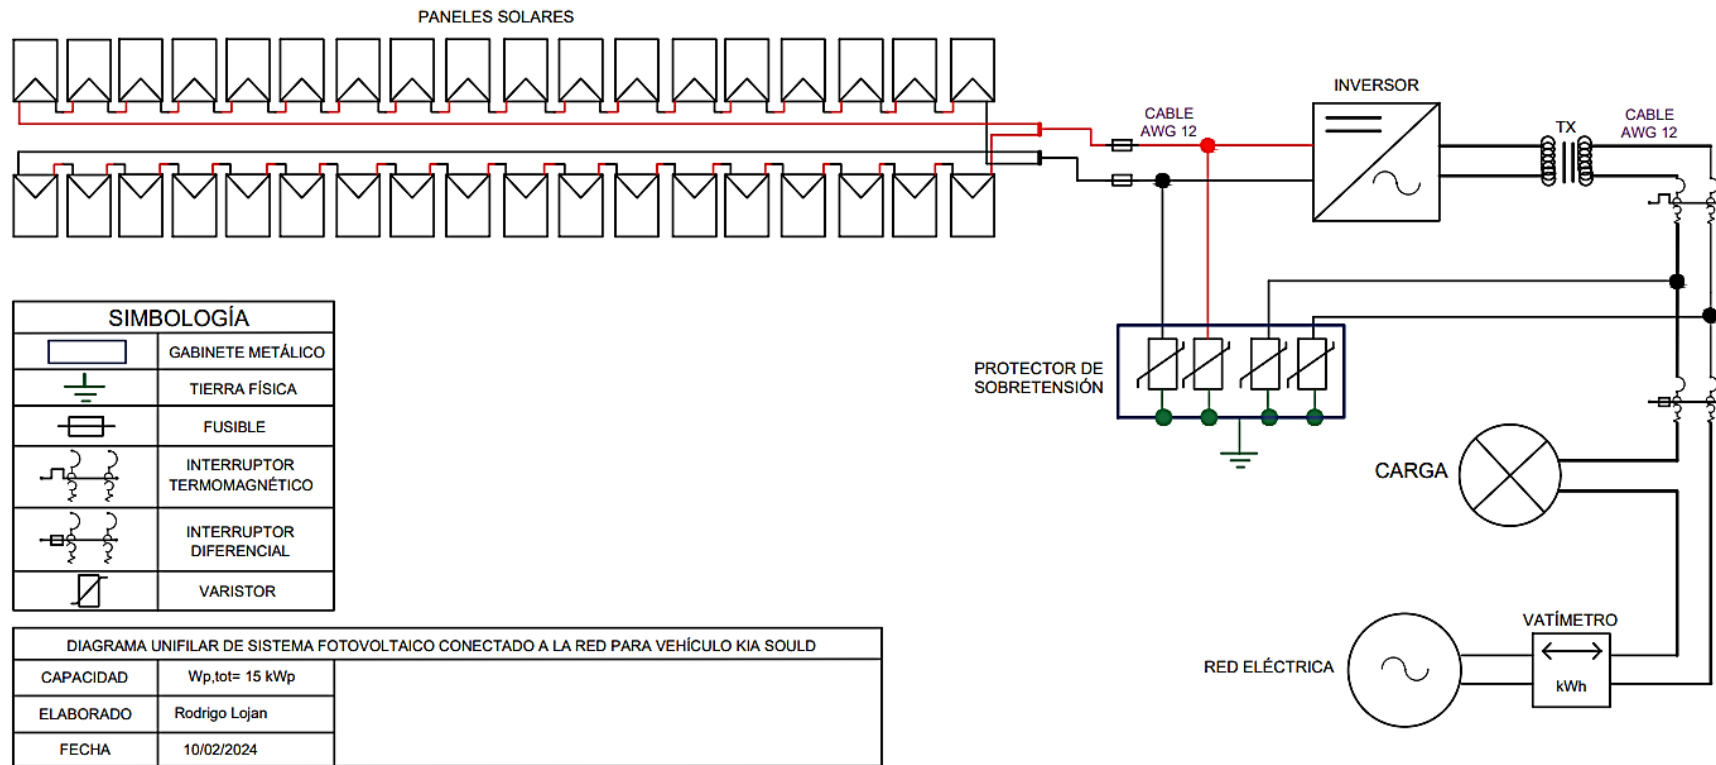 PANELES SOLARES
INVERSOR
CABLE
AWG 12
TX
CABLE
AWG 12
SIMBOLOGÍA
GABINETE METÁLICO
TIERRA FÍSICA
FUSIBLE
INTERRUPTOR
TERMOMAGNÉTICO
INTERRUPTOR
DIFERENCIAL
VARISTOR
PROTECTOR DE
SOBRETENSIÓN
CARGA
VATÍMETRO
RED ELÉCTRICA
kWh
DIAGRAMA UNIFILAR DE SISTEMA FOTOVOLTAICO CONECTADO A LA RED PARA VEHÍCULO KIA SOULD
CAPACIDAD Wp,tot= 15 kWp
ELABORADO Rodrigo Lojan
FECHA 10/02/2024